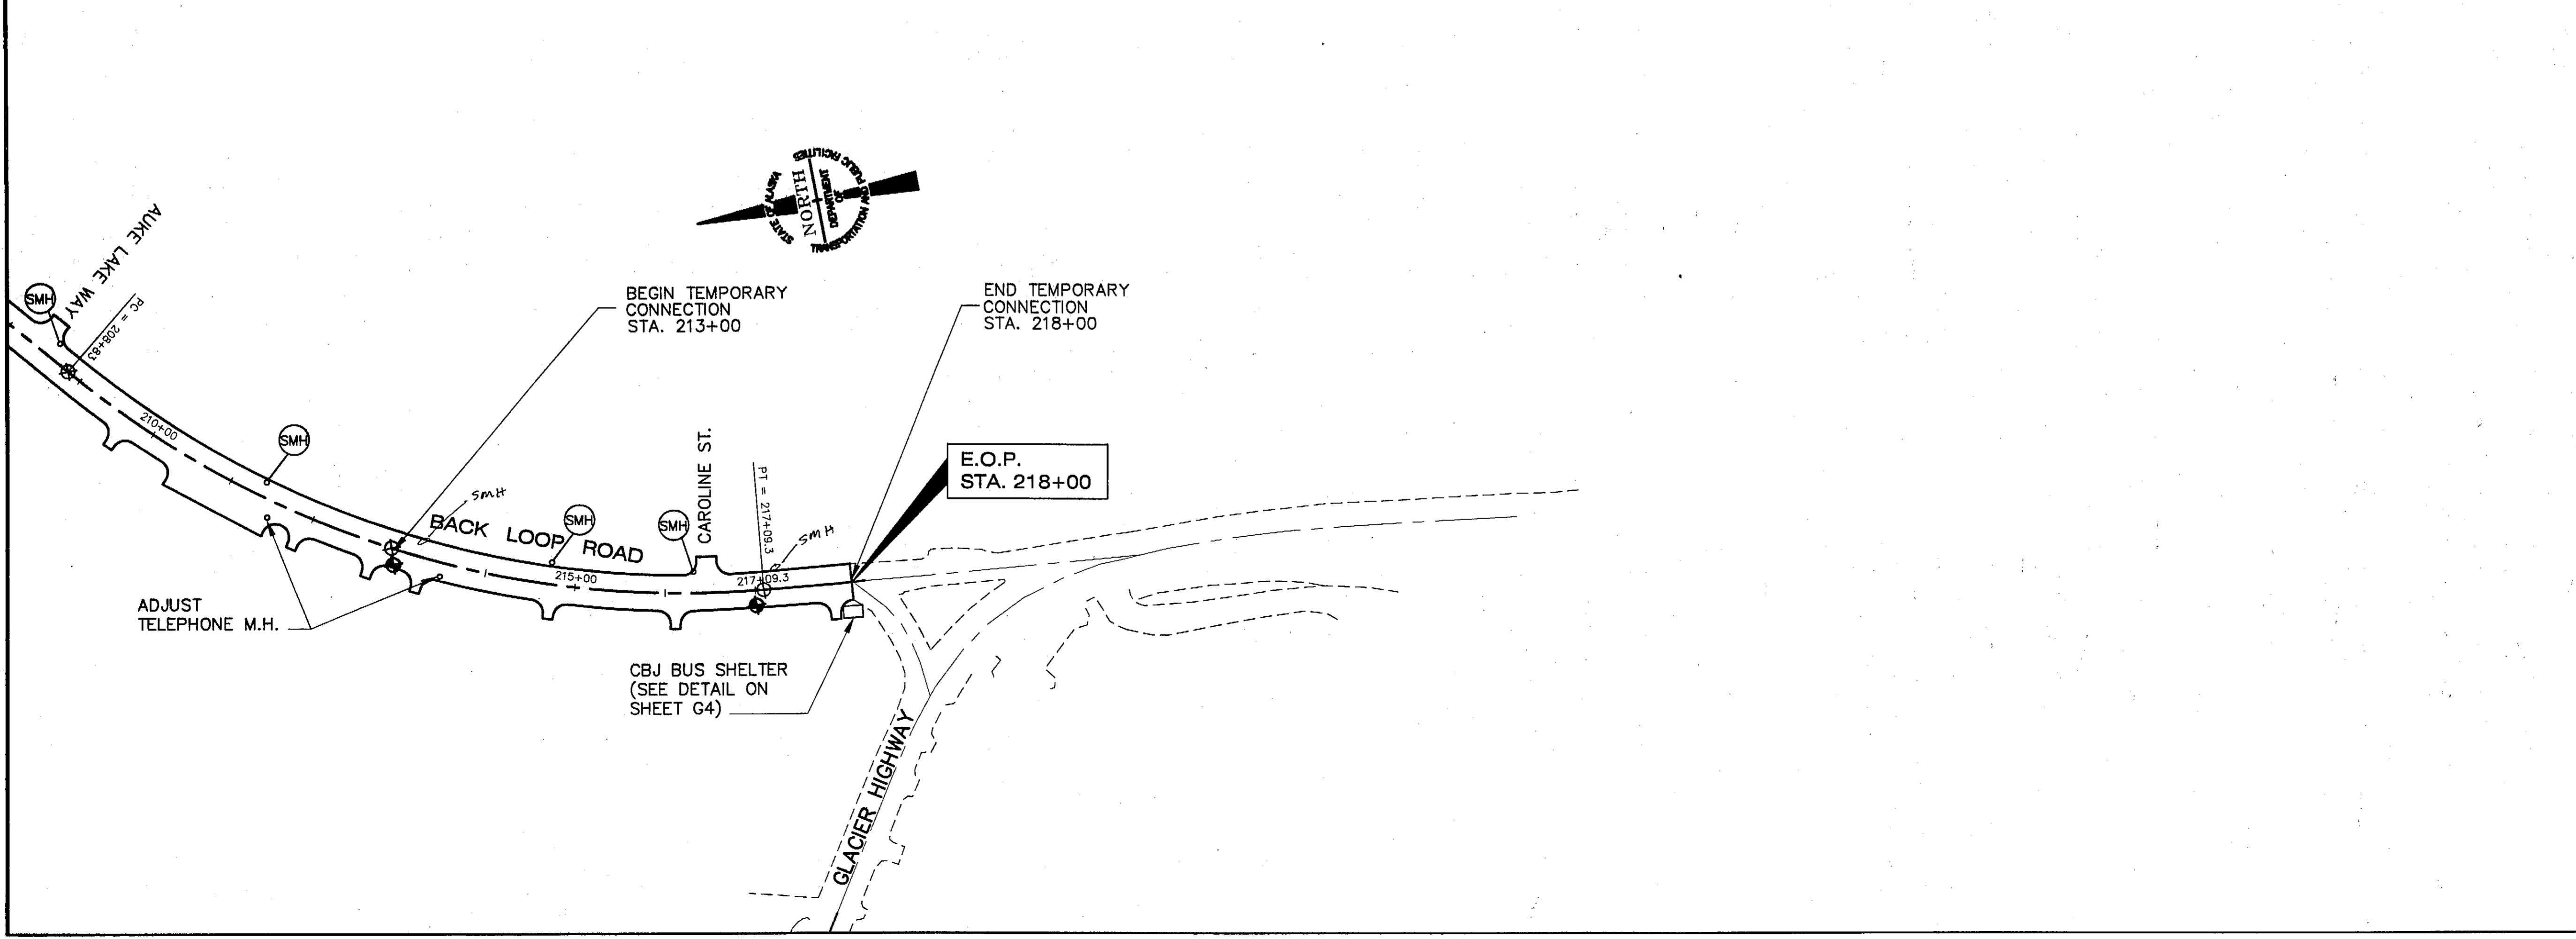 STATE OF ALASKA
NORTH
DEPARTMENT
OF
TRANSPORTATION AND PUBLIC FACILITIES
AUKE LAKE WAY
SMH
PC = 208+83
BEGIN TEMPORARY
CONNECTION
STA. 213+00
END TEMPORARY
CONNECTION
STA. 218+00
210+00
SMH
SMH
BACK LOOP ROAD
SMH
SMH
CAROLINE ST.
PT = 217+09.3
SMH
E.O.P.
STA. 218+00
215+00
217+09.3
ADJUST
TELEPHONE M.H.
CBJ BUS SHELTER
(SEE DETAIL ON
SHEET G4)
GLACIER HIGHWAY